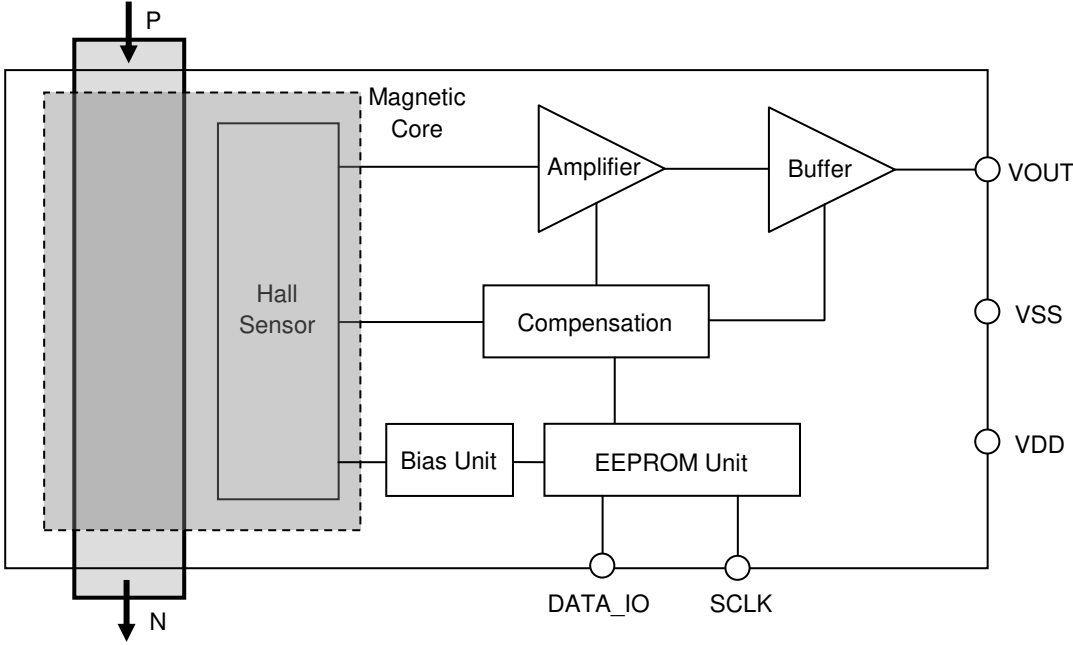 P
Magnetic
Core
Amplifier
Buffer
VOUT
Hall
Sensor
Compensation
VSS
VDD
Bias Unit
EEPROM Unit
DATA_IO
SCLK
N